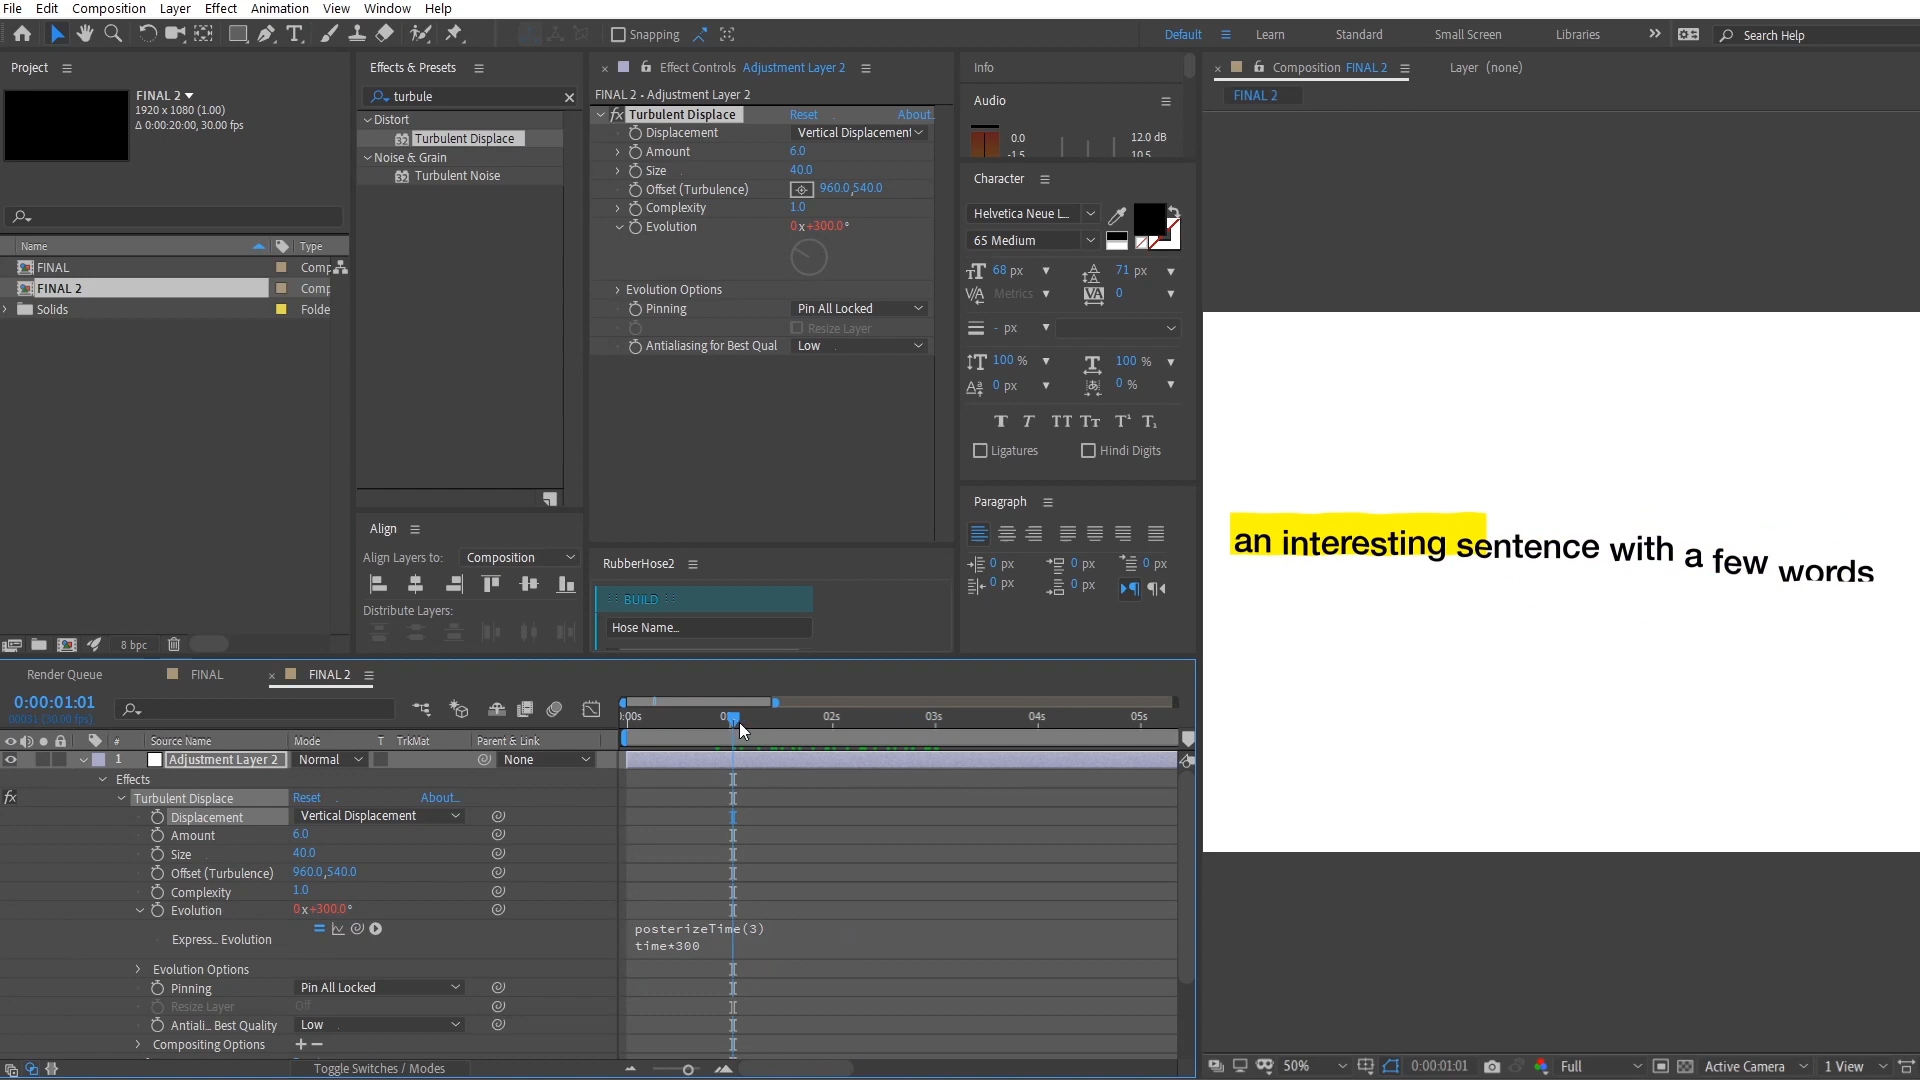 File Edit Composition Layer Effect Animation View Window Help
Snapping Default Learn Standard Small Screen Libraries Search Help
Project
FINAL 2
1920 x 1080 (1.00)
Δ 0:00:20:00, 30.00 fps
Name Type
FINAL Comp
FINAL 2 Comp
Solids Folde
8 bpc
Effects & Presets
turbule
Distort
Turbulent Displace
Noise & Grain
Turbulent Noise
Align
Align Layers to: Composition
Distribute Layers:
Effect Controls Adjustment Layer 2
FINAL 2 • Adjustment Layer 2
fx Turbulent Displace Reset About.
Displacement Vertical Displacement
Amount 6.0
Size 40.0
Offset (Turbulence) 960.0,540.0
Complexity 1.0
Evolution 0x+300.0°
Evolution Options
Pinning Pin All Locked
Resize Layer
Antialiasing for Best Qual Low
RubberHose2
BUILD
Hose Name...
Info
Audio
0.0 12.0 dB
-1.5 10.5
Character
Helvetica Neue L...
65 Medium
68 px 71 px
Metrics 0
- px
100 % 100 %
0 px 0 %
T T TT Tt T¹ T₁
Ligatures Hindi Digits
Paragraph
0 px 0 px 0 px
0 px 0 px
Composition FINAL 2 Layer (none)
FINAL 2
an interesting sentence with a few words
50% 0:00:01:01 Full Active Camera 1 View
Render Queue FINAL FINAL 2
0:00:01:01
00031 (30.00 fps)
:00s 02s 03s 04s 05s
# Source Name Mode T TrkMat Parent & Link
1 Adjustment Layer 2 Normal None
Effects
fx Turbulent Displace Reset About...
Displacement Vertical Displacement
Amount 6.0
Size 40.0
Offset (Turbulence) 960.0,540.0
Complexity 1.0
Evolution 0x+300.0°
Express... Evolution
posterizeTime(3)
time*300
Evolution Options
Pinning Pin All Locked
Resize Layer Off
Antiali... Best Quality Low
Compositing Options + −
Toggle Switches / Modes